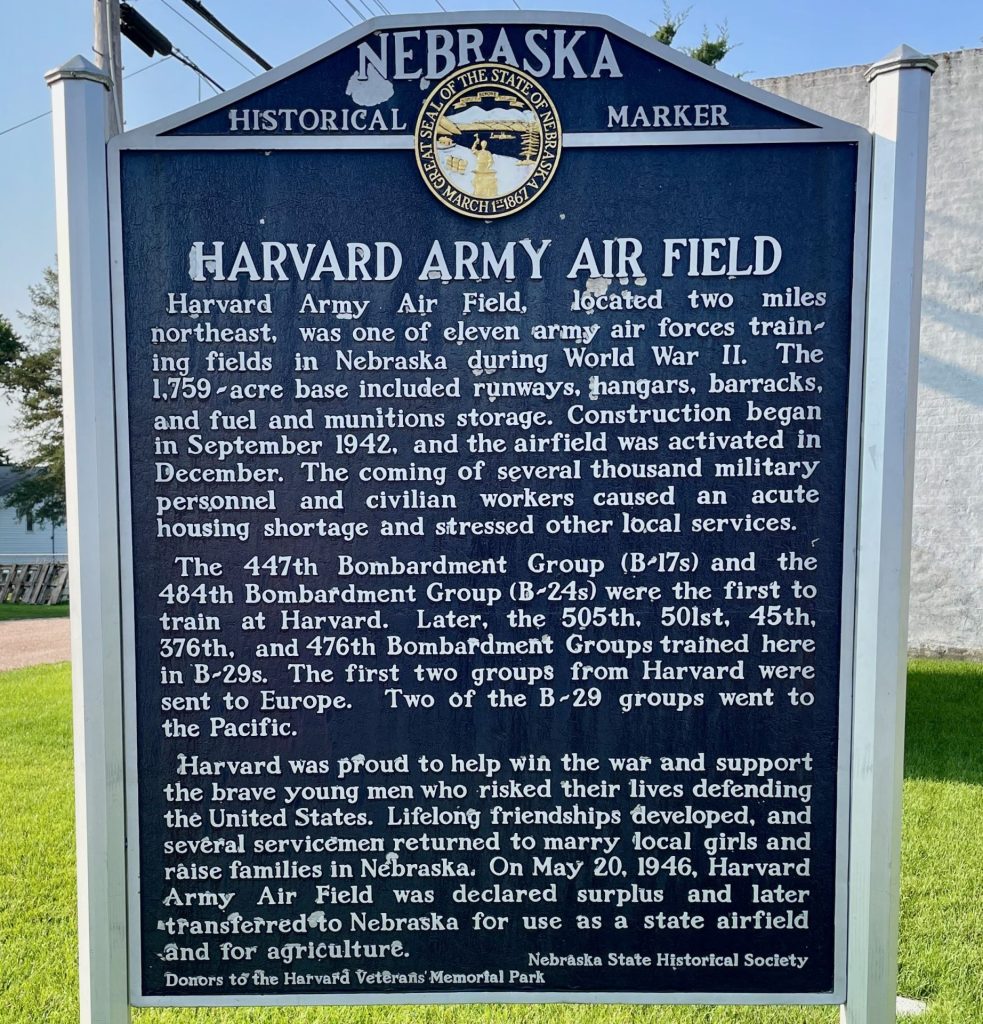 NEBRASKA
HISTORICAL MARKER
GREAT SEAL OF THE STATE OF NEBRASKA
MARCH 1ST 1867
HARVARD ARMY AIR FIELD
Harvard Army Air Field, located two miles
northeast, was one of eleven army air forces train-
ing fields in Nebraska during World War II. The
1,759-acre base included runways, hangars, barracks,
and fuel and munitions storage. Construction began
in September 1942, and the airfield was activated in
December. The coming of several thousand military
personnel and civilian workers caused an acute
housing shortage and stressed other local services.
The 447th Bombardment Group (B-17s) and the
484th Bombardment Group (B-24s) were the first to
train at Harvard. Later, the 505th, 501st, 45th,
376th, and 476th Bombardment Groups trained here
in B-29s. The first two groups from Harvard were
sent to Europe. Two of the B-29 groups went to
the Pacific.
Harvard was proud to help win the war and support
the brave young men who risked their lives defending
the United States. Lifelong friendships developed, and
several servicemen returned to marry local girls and
raise families in Nebraska. On May 20, 1946, Harvard
Army Air Field was declared surplus and later
transferred to Nebraska for use as a state airfield
and for agriculture.
Nebraska State Historical Society
Donors to the Harvard Veterans' Memorial Park